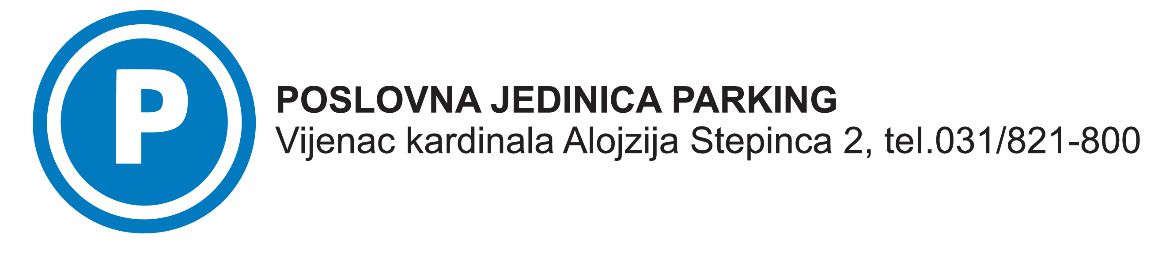 P
POSLOVNA JEDINICA PARKING
Vijenac kardinala Alojzija Stepinca 2, tel.031/821-800